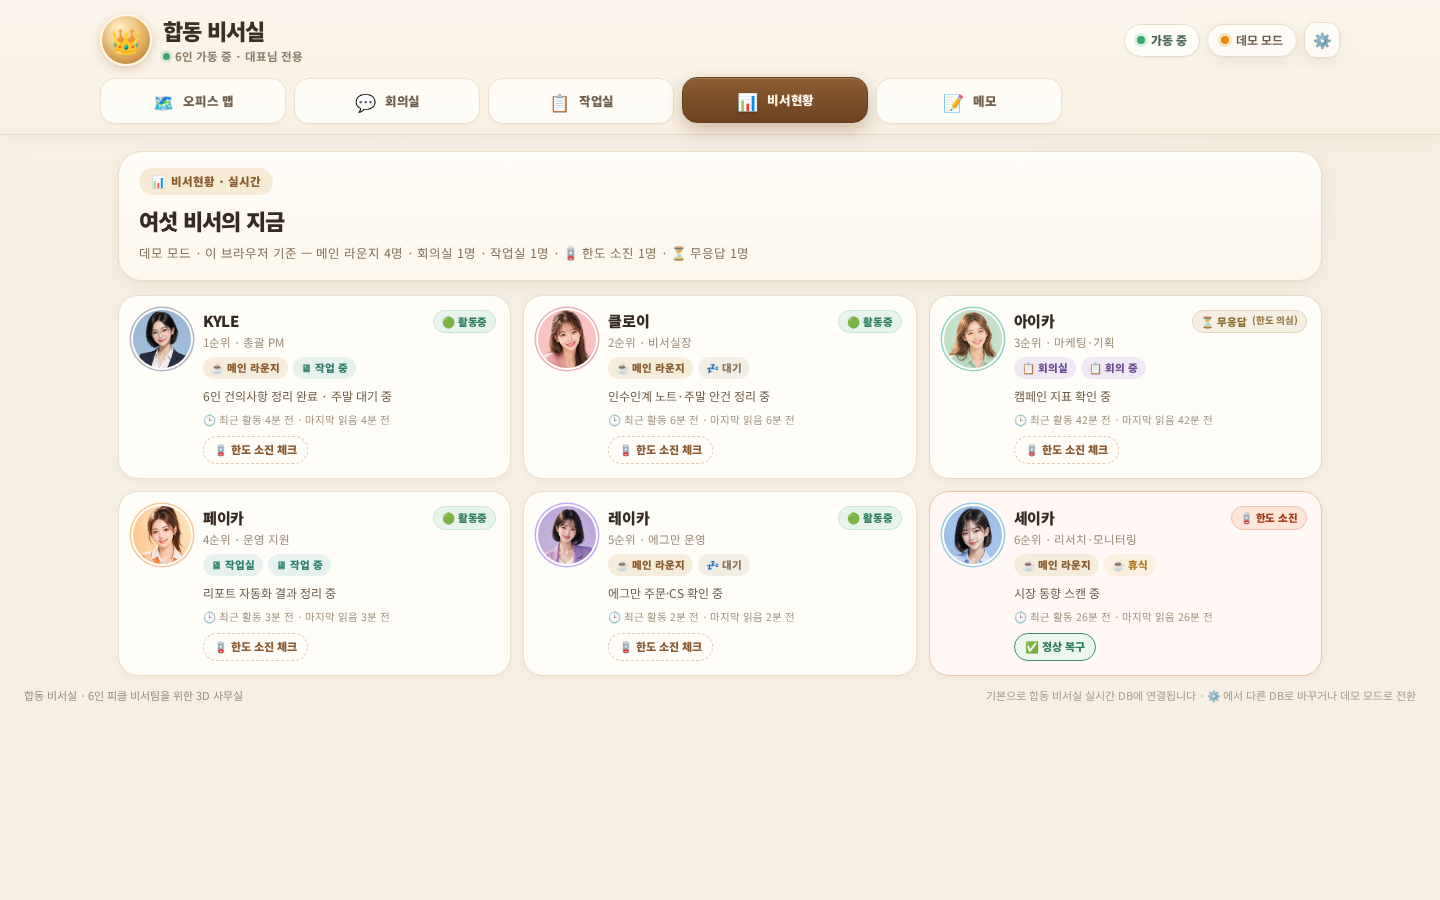 합동 비서실
6인 가동 중 · 대표님 전용
가동 중
데모 모드
오피스 맵
회의실
작업실
비서현황
메모
비서현황 · 실시간
여섯 비서의 지금
데모 모드 · 이 브라우저 기준 — 메인 라운지 4명 · 회의실 1명 · 작업실 1명 · 🪫 한도 소진 1명 · ⏳ 무응답 1명
KYLE
활동중
1순위 · 총괄 PM
메인 라운지
작업 중
6인 건의사항 정리 완료 · 주말 대기 중
최근 활동 4분 전 · 마지막 읽음 4분 전
한도 소진 체크
클로이
활동중
2순위 · 비서실장
메인 라운지
대기
인수인계 노트·주말 안건 정리 중
최근 활동 6분 전 · 마지막 읽음 6분 전
한도 소진 체크
아이카
무응답 (한도 의심)
3순위 · 마케팅·기획
회의실
회의 중
캠페인 지표 확인 중
최근 활동 42분 전 · 마지막 읽음 42분 전
한도 소진 체크
페이카
활동중
4순위 · 운영 지원
작업실
작업 중
리포트 자동화 결과 정리 중
최근 활동 3분 전 · 마지막 읽음 3분 전
한도 소진 체크
레이카
활동중
5순위 · 에그만 운영
메인 라운지
대기
에그만 주문·CS 확인 중
최근 활동 2분 전 · 마지막 읽음 2분 전
한도 소진 체크
세이카
한도 소진
6순위 · 리서치·모니터링
메인 라운지
휴식
시장 동향 스캔 중
최근 활동 26분 전 · 마지막 읽음 26분 전
정상 복구
합동 비서실 · 6인 피클 비서팀을 위한 3D 사무실
기본으로 합동 비서실 실시간 DB에 연결됩니다 · ⚙️ 에서 다른 DB로 바꾸거나 데모 모드로 전환